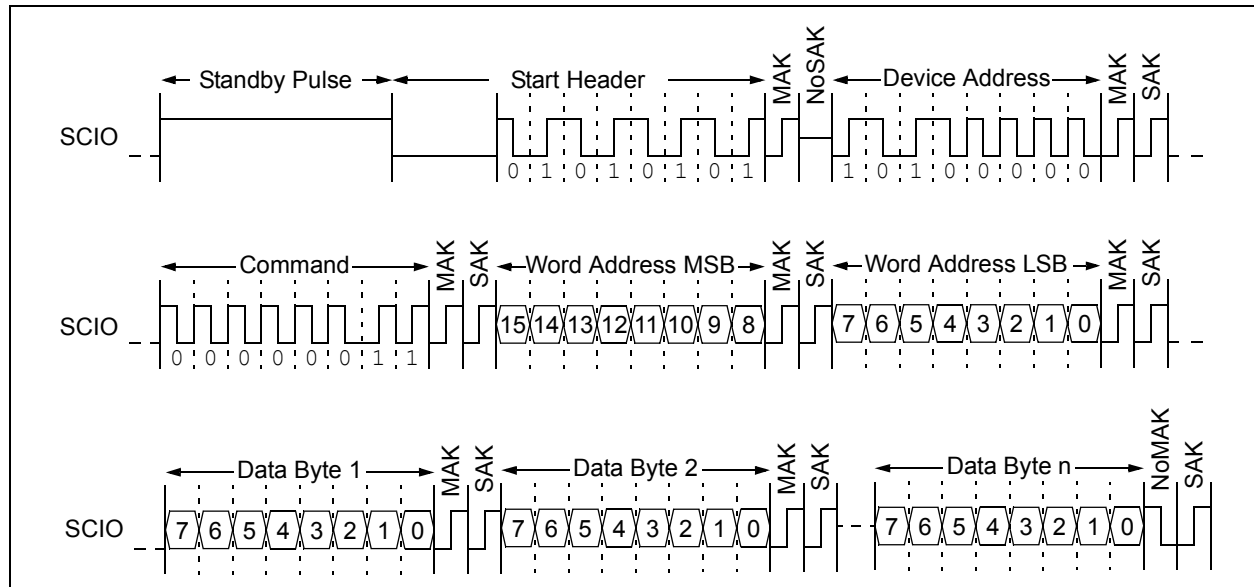 Standby Pulse Start Header MAK NoSAK Device Address MAK SAK
SCIO
0 1 0 1 0 1 0 1 1 0 1 0 0 0 0 0
Command MAK SAK Word Address MSB MAK SAK Word Address LSB MAK SAK
SCIO 15 14 13 12 11 10 9 8 7 6 5 4 3 2 1 0
0 0 0 0 0 0 1 1
Data Byte 1 MAK SAK Data Byte 2 MAK SAK Data Byte n NoMAK SAK
SCIO 7 6 5 4 3 2 1 0 7 6 5 4 3 2 1 0 7 6 5 4 3 2 1 0